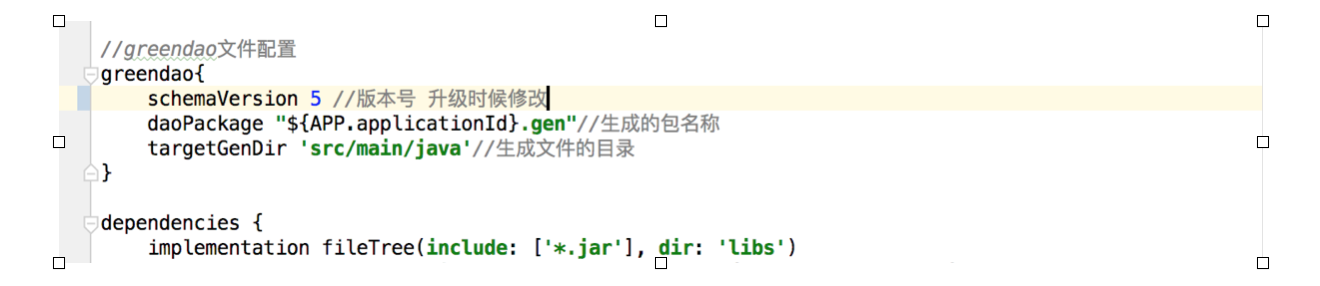 //greendao文件配置
greendao{
schemaVersion 5 //版本号 升级时候修改
daoPackage "${APP.applicationId}.gen"//生成的包名称
targetGenDir 'src/main/java'//生成文件的目录
}
dependencies {
implementation fileTree(include: ['*.jar'], dir: 'libs')